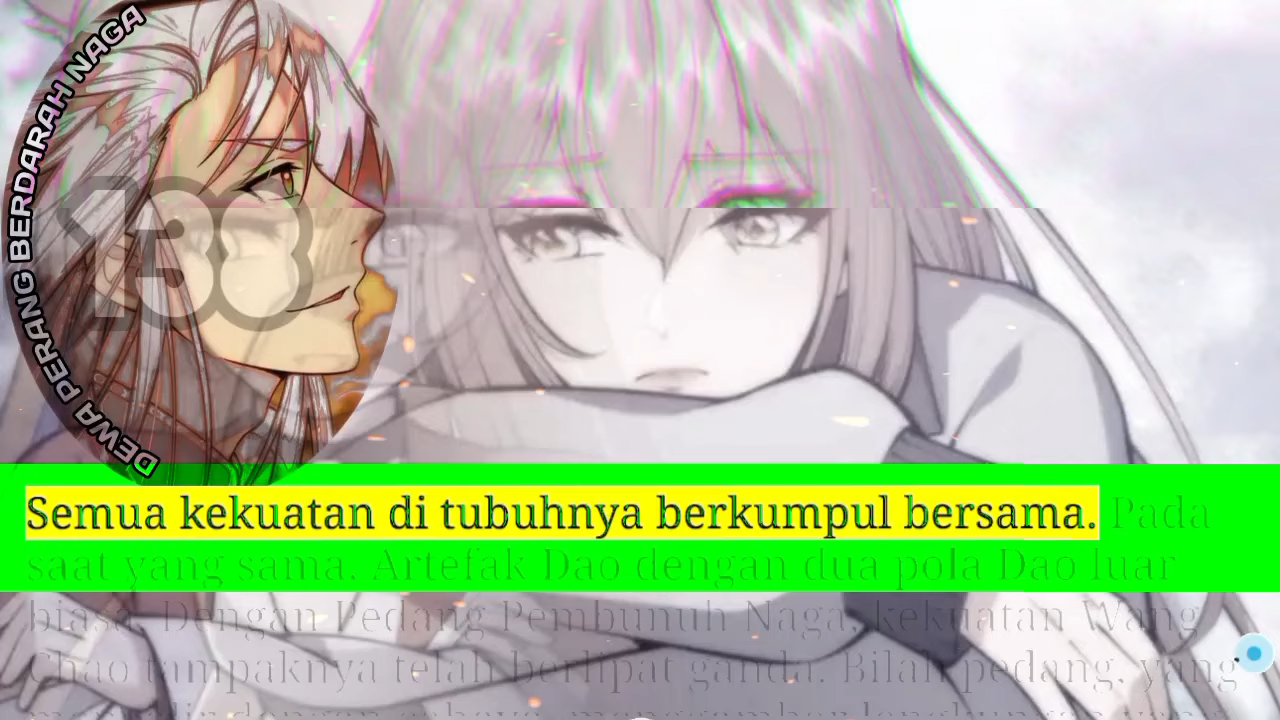 DEWA PERANG BERDARAH NAGA
138
Semua kekuatan di tubuhnya berkumpul bersama. Pada
saat yang sama. Artefak Dao dengan dua pola Dao luar
biasa. Dengan Pedang Pembunuh Naga, kekuatan Wang
Chao tampaknya telah berlipat ganda. Bilah pedang, yang